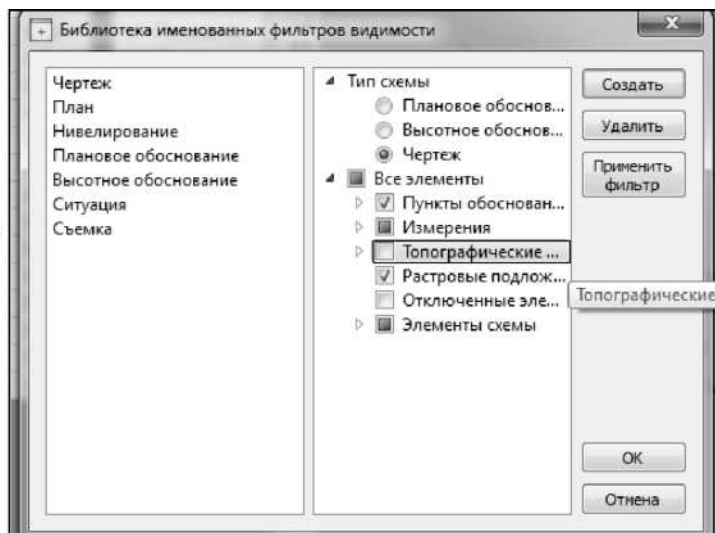 Библиотека именованных фильтров видимости
Чертеж
План
Нивелирование
Плановое обоснование
Высотное обоснование
Ситуация
Съемка
Тип схемы
Плановое обоснов...
Высотное обоснов...
Чертеж
Все элементы
Пункты обоснован...
Измерения
Топографические ...
Растровые подлож...
Отключенные эле...
Элементы схемы
Создать
Удалить
Применить
фильтр
Топографические
OK
Отмена